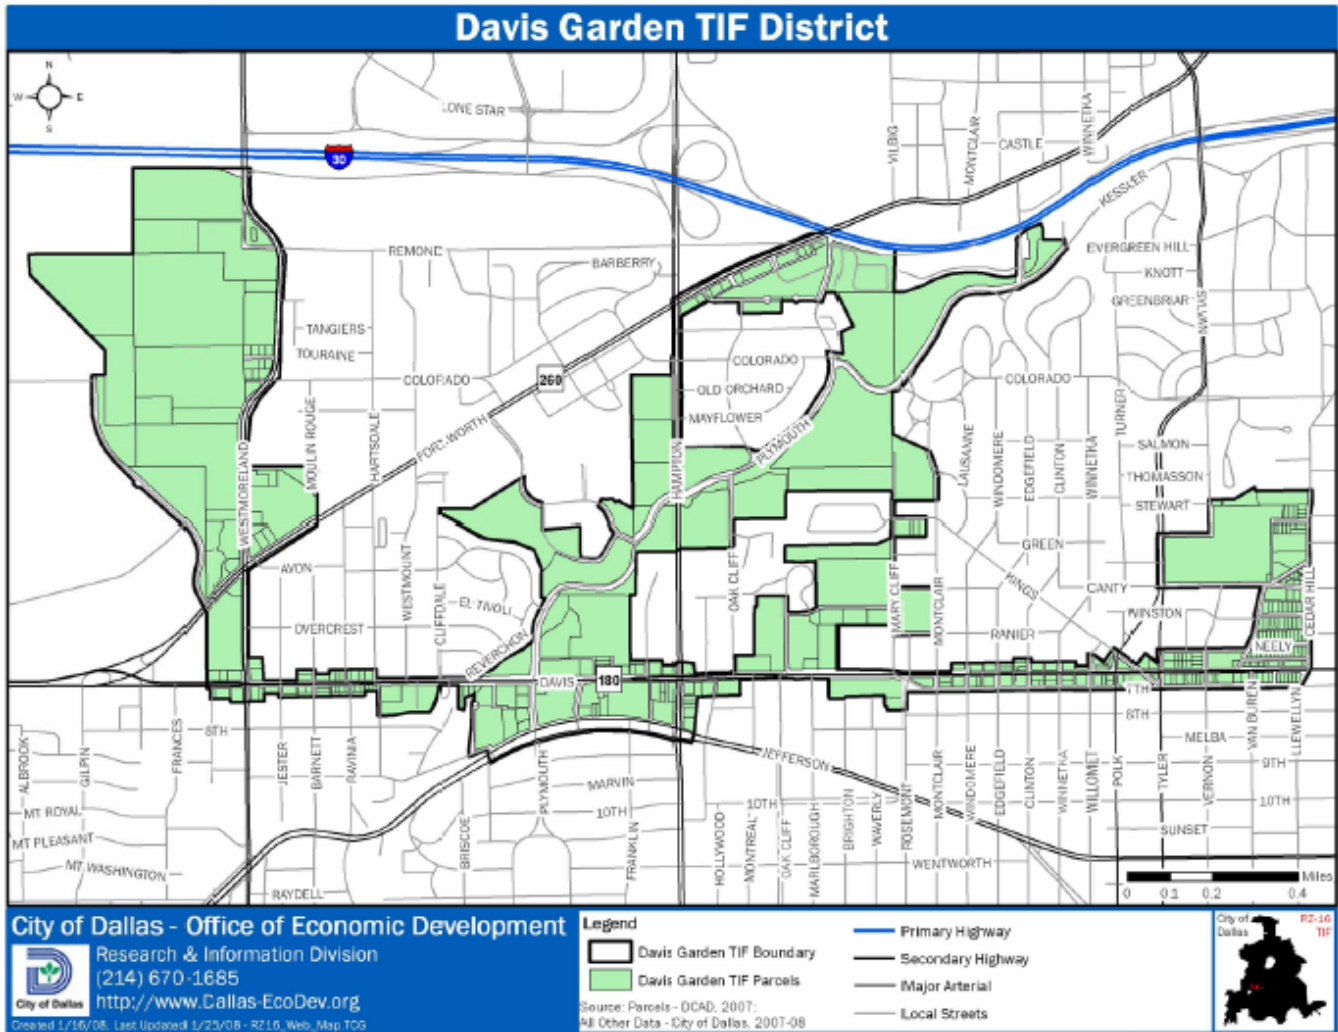 Davis Garden TIF District
N
W
E
S
LONE STAR
30
VILBIG
MONTCLAIR
CASTLE
WINNETKA
KESSLER
REMOND
BARBERRY
EVERGREEN HILL
KNOTT
GREENBRIAR
SYLVAN
TANGIERS
TOURAINE
COLORADO
260
COLORADO
OLD ORCHARD
MAYFLOWER
COLORADO
PLYMOUTH
FORT WORTH
MOULIN ROUGE
HARTSDALE
WESTMORELAND
HAMPTON
LAUSANNE
WINDOMERE
EDGEFIELD
CLINTON
WINNETKA
TURNER
SALMON
THOMASSON
STEWART
AVON
WESTMOUNT
CLIFFDALE
EL TIVOLI
OVERCREST
REVERCHON
OAK CLIFF
MARY CLIFF
MONTCLAIR
GREEN
KINGS
CANTY
WINSTON
RANIER
CEDAR HILL
NEELY
DAVIS
180
7TH
8TH
8TH
ALBROOK
GILPIN
FRANCES
JESTER
BARNETT
RAVINIA
MT ROYAL
MT PLEASANT
MT WASHINGTON
RAYDELL
BRISCOE
PLYMOUTH
MARVIN
10TH
FRANKLIN
JEFFERSON
10TH
HOLLYWOOD
MONTREAL
OAK CLIFF
MARLBOROUGH
BRIGHTON
WAVERLY
ROSEMONT
MONTCLAIR
WINDOMERE
EDGEFIELD
CLINTON
WINNETKA
WILLOMET
POLK
TYLER
VERNON
VAN BUREN
LLEWELLYN
MELBA
9TH
10TH
SUNSET
WENTWORTH
Miles
0 0.1 0.2 0.4
City of Dallas - Office of Economic Development
Research & Information Division
(214) 670-1685
http://www.Dallas-EcoDev.org
City of Dallas
Created 1/16/08, Last Updated 1/25/08 - RZ16_Web_Map TCG
Legend
Davis Garden TIF Boundary
Davis Garden TIF Parcels
Source: Parcels - DCAD, 2007;
All Other Data - City of Dallas, 2007-08
Primary Highway
Secondary Highway
Major Arterial
Local Streets
City of
Dallas
RZ-16
TIF